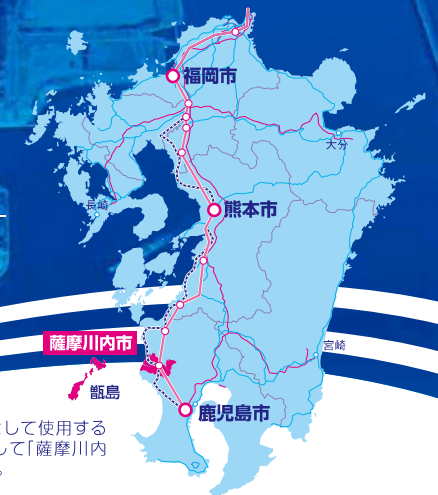 福岡市
大分
長崎
熊本市
薩摩川内市
宮崎
甑島
鹿児島市
して使用する
して「薩摩川内
。